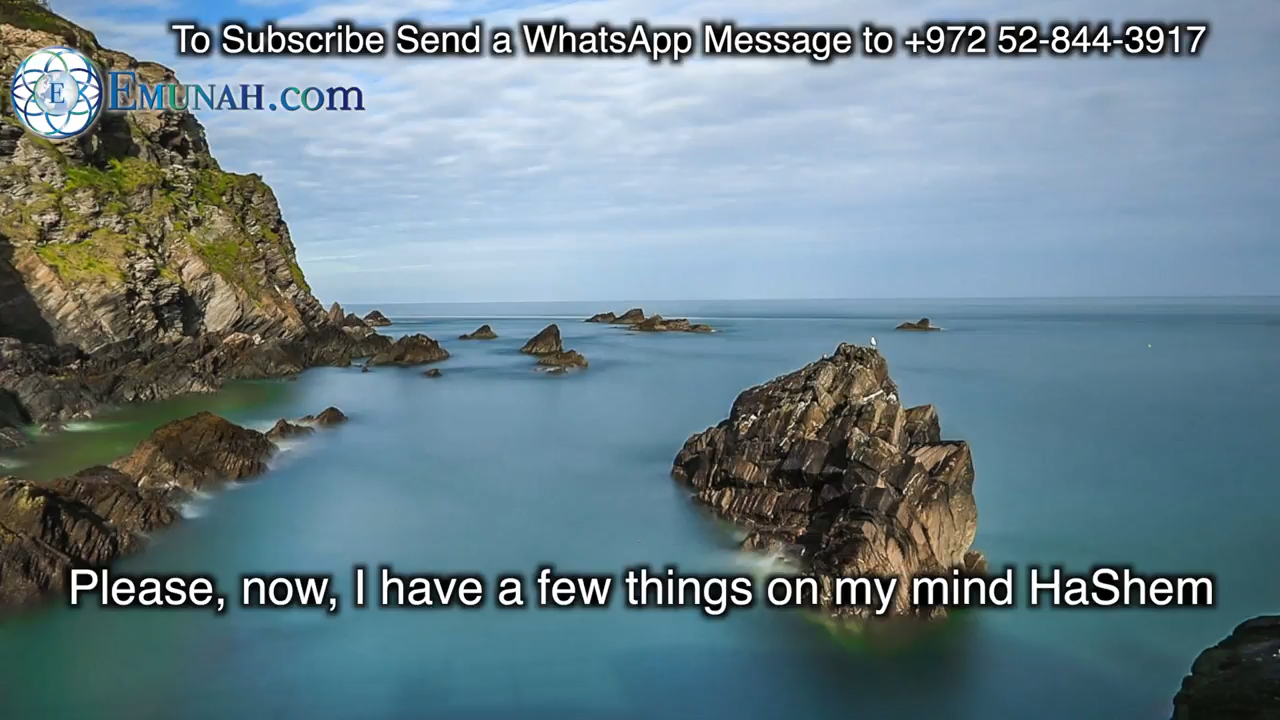 To Subscribe Send a WhatsApp Message to +972 52-844-3917
E EMUNAH.com
Please, now, I have a few things on my mind HaShem